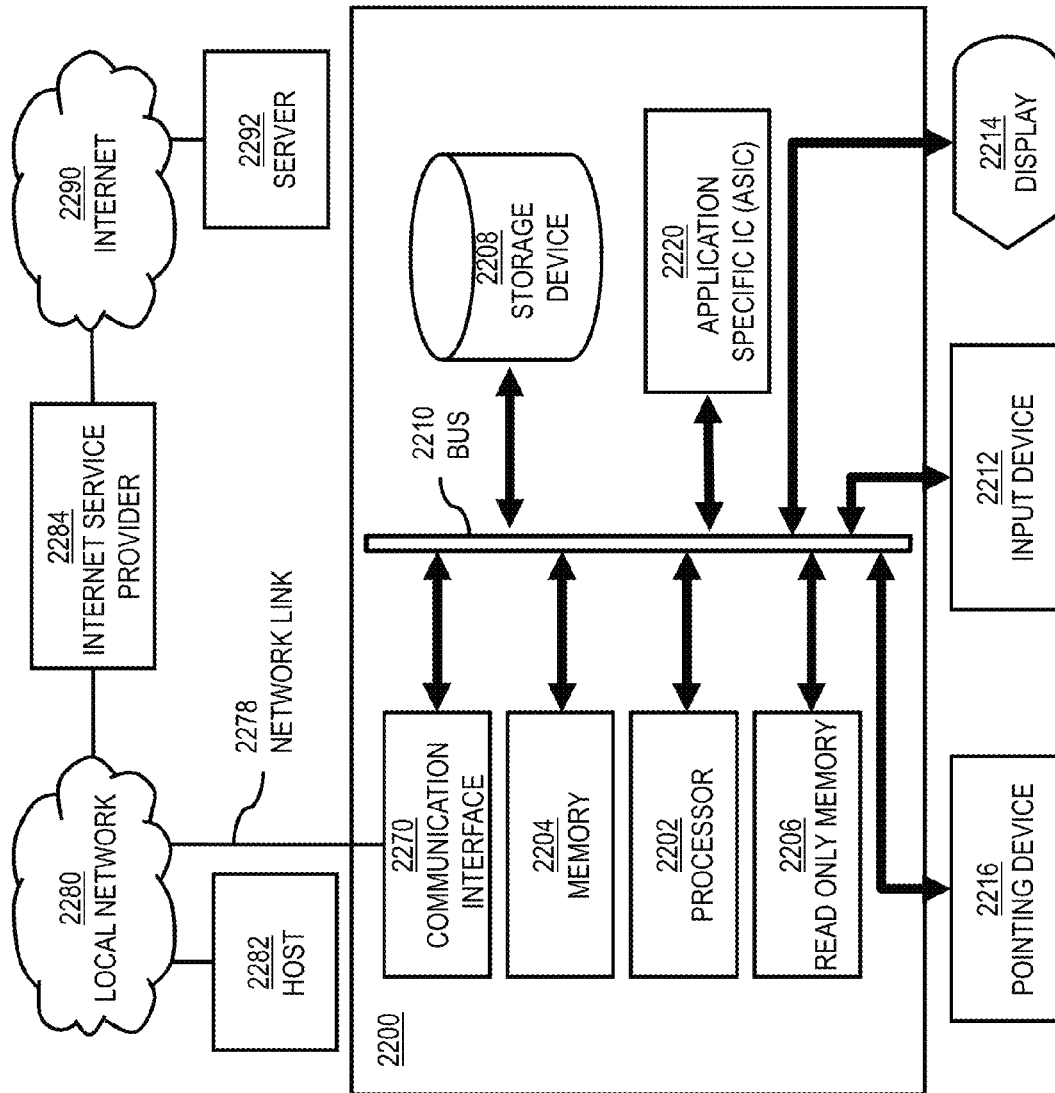 2280
LOCAL NETWORK
2284
INTERNET SERVICE
PROVIDER
2290
INTERNET
2282
HOST
2278
NETWORK LINK
2292
SERVER
2200
2270
COMMUNICATION
INTERFACE
2210
BUS
2208
STORAGE
DEVICE
2204
MEMORY
2202
PROCESSOR
2220
APPLICATION
SPECIFIC IC (ASIC)
2206
READ ONLY MEMORY
2216
POINTING DEVICE
2212
INPUT DEVICE
2214
DISPLAY